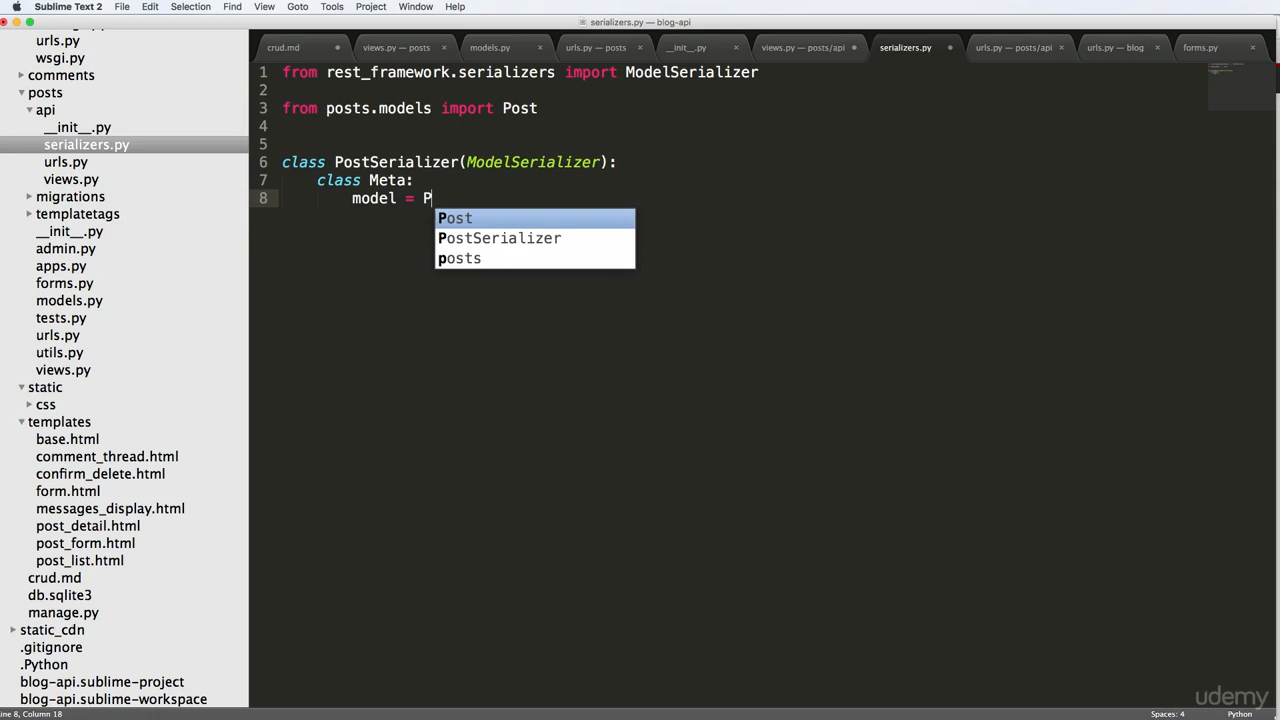 Sublime Text 2 File Edit Selection Find View Goto Tools Project Window Help
serializers.py — blog-api
crud.md views.py — posts models.py urls.py — posts __init__.py views.py — posts/api serializers.py urls.py — posts/api urls.py — blog forms.py
urls.py
wsgi.py
comments
posts
api
__init__.py
serializers.py
urls.py
views.py
migrations
templatetags
__init__.py
admin.py
apps.py
forms.py
models.py
tests.py
urls.py
utils.py
views.py
static
css
templates
base.html
comment_thread.html
confirm_delete.html
form.html
messages_display.html
post_detail.html
post_form.html
post_list.html
crud.md
db.sqlite3
manage.py
static_cdn
.gitignore
.Python
blog-api.sublime-project
blog-api.sublime-workspace
1 from rest_framework.serializers import ModelSerializer
2
3 from posts.models import Post
4
5
6 class PostSerializer(ModelSerializer):
7 class Meta:
8 model = P
Post
PostSerializer
posts
udemy
Line 8, Column 18 Spaces: 4 Python